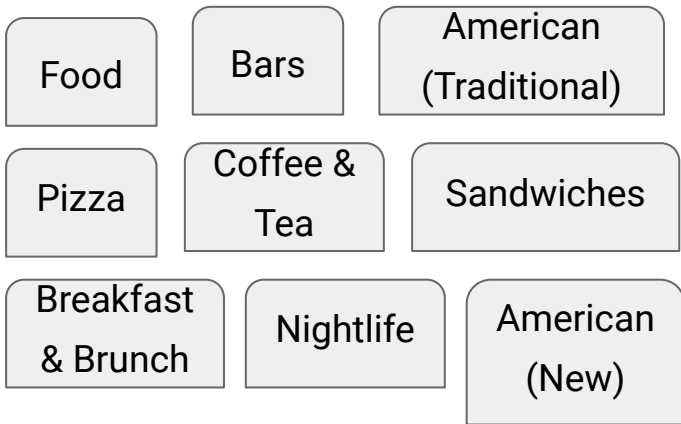 Food
Bars
American
(Traditional)
Pizza
Coffee &
Tea
Sandwiches
Breakfast
& Brunch
Nightlife
American
(New)